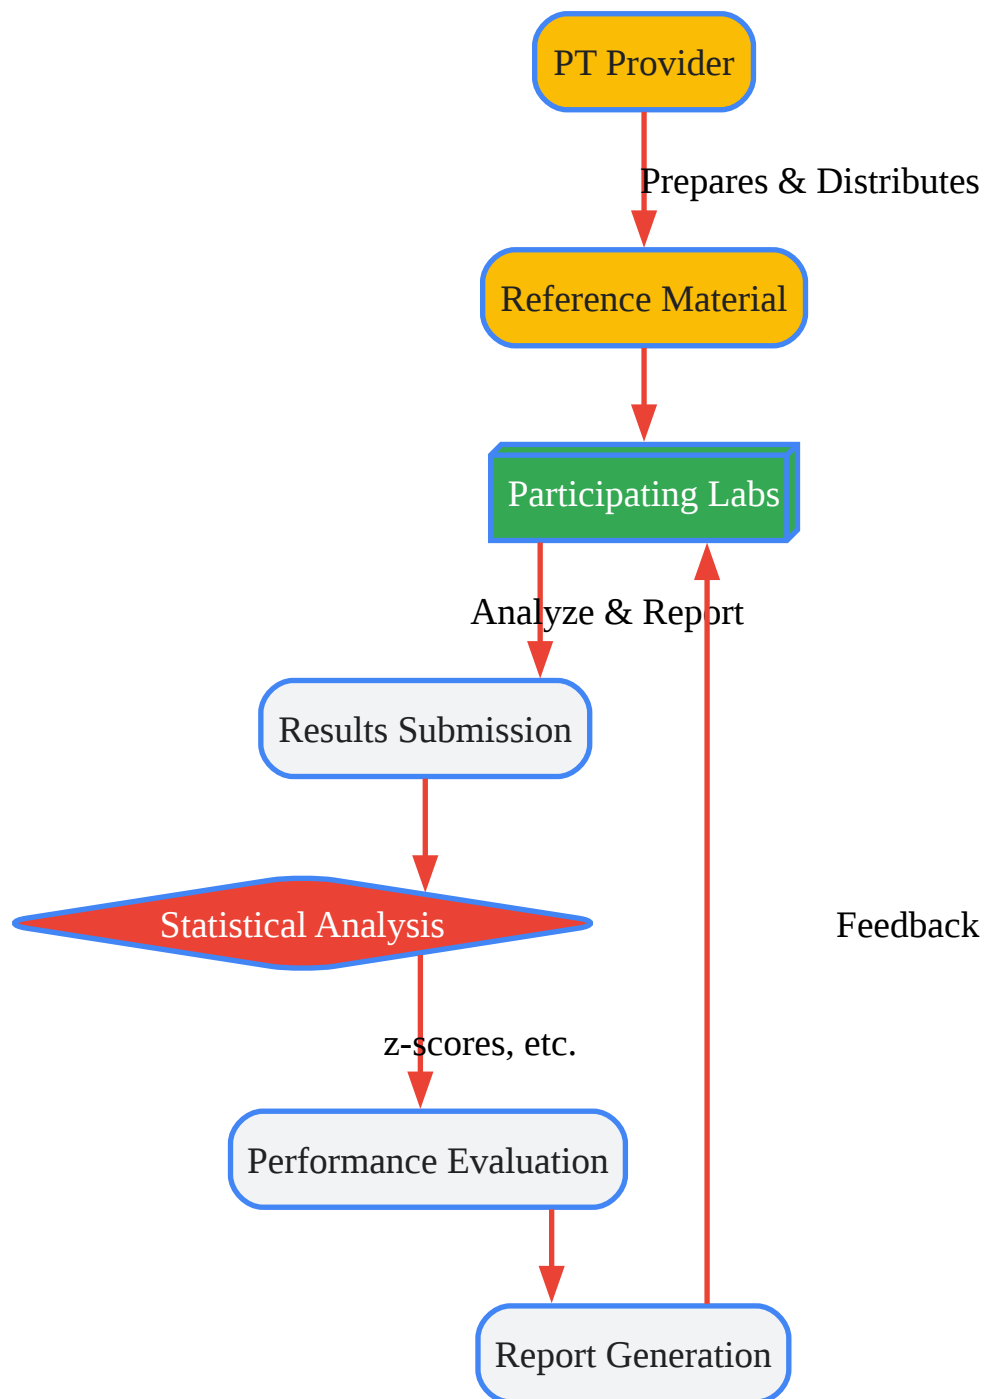 PT Provider
Prepares & Distributes
Reference Material
Participating Labs
Analyze & Report
Results Submission
Statistical Analysis
Feedback
z-scores, etc.
Performance Evaluation
Report Generation